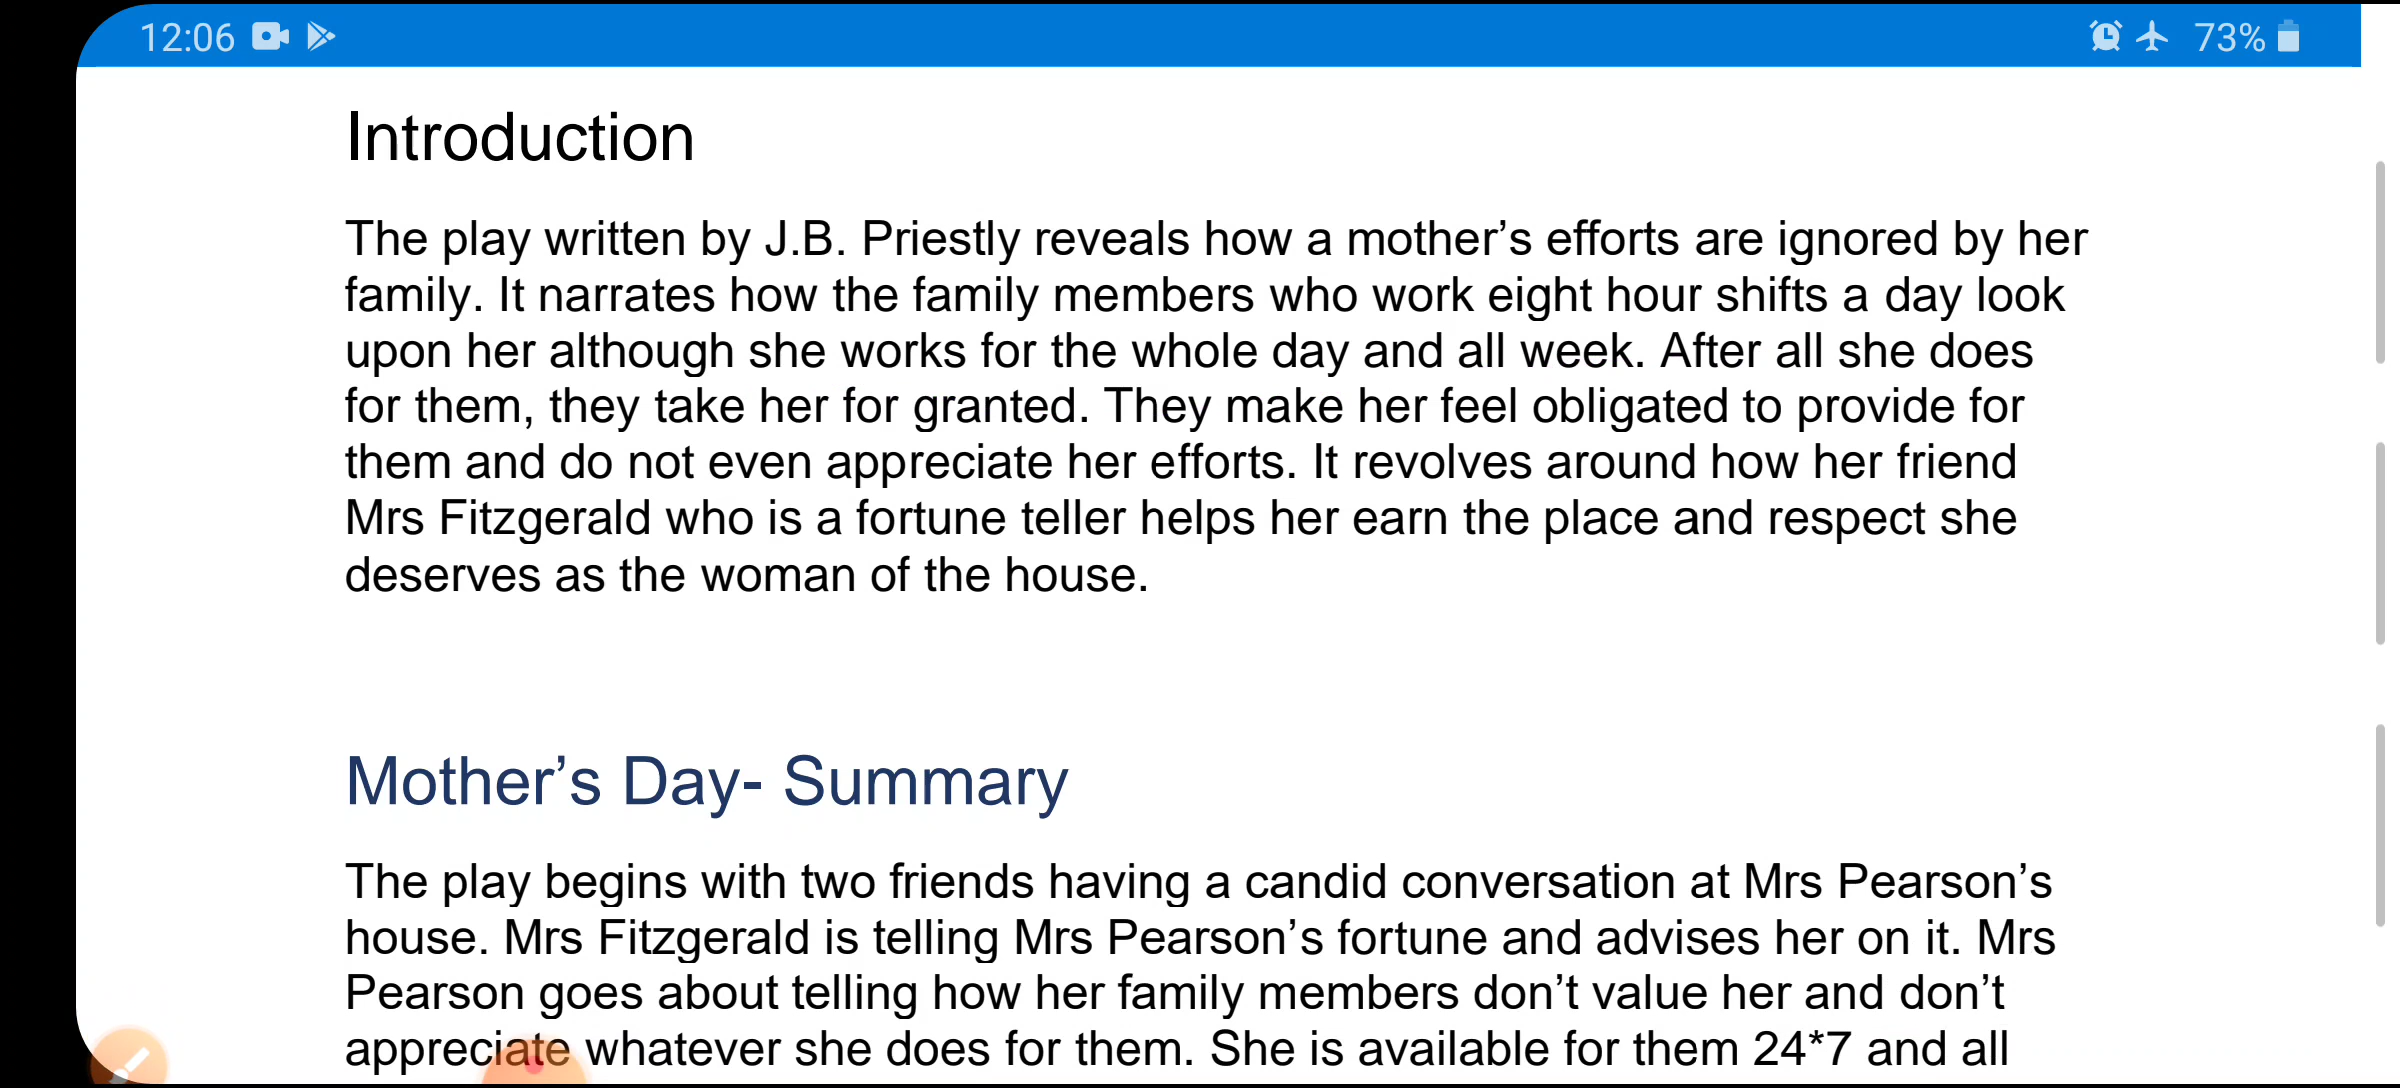 12:06 73%
Introduction
The play written by J.B. Priestly reveals how a mother’s efforts are ignored by her
family. It narrates how the family members who work eight hour shifts a day look
upon her although she works for the whole day and all week. After all she does
for them, they take her for granted. They make her feel obligated to provide for
them and do not even appreciate her efforts. It revolves around how her friend
Mrs Fitzgerald who is a fortune teller helps her earn the place and respect she
deserves as the woman of the house.
Mother’s Day- Summary
The play begins with two friends having a candid conversation at Mrs Pearson’s
house. Mrs Fitzgerald is telling Mrs Pearson’s fortune and advises her on it. Mrs
Pearson goes about telling how her family members don’t value her and don’t
appreciate whatever she does for them. She is available for them 24*7 and all